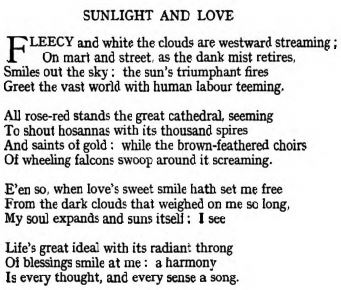 SUNLIGHT AND LOVE
FLEECY and white the clouds are westward streaming;
On mart and street, as the dank mist retires,
Smiles out the sky: the sun's triumphant fires
Greet the vast world with human labour teeming.
All rose-red stands the great cathedral, seeming
To shout hosannas with its thousand spires
And saints of gold: while the brown-feathered choirs
Of wheeling falcons swoop around it screaming.
E'en so, when love's sweet smile hath set me free
From the dark clouds that weighed on me so long,
My soul expands and suns itself: I see
Life's great ideal with its radiant throng
Of blessings smile at me: a harmony
Is every thought, and every sense a song.